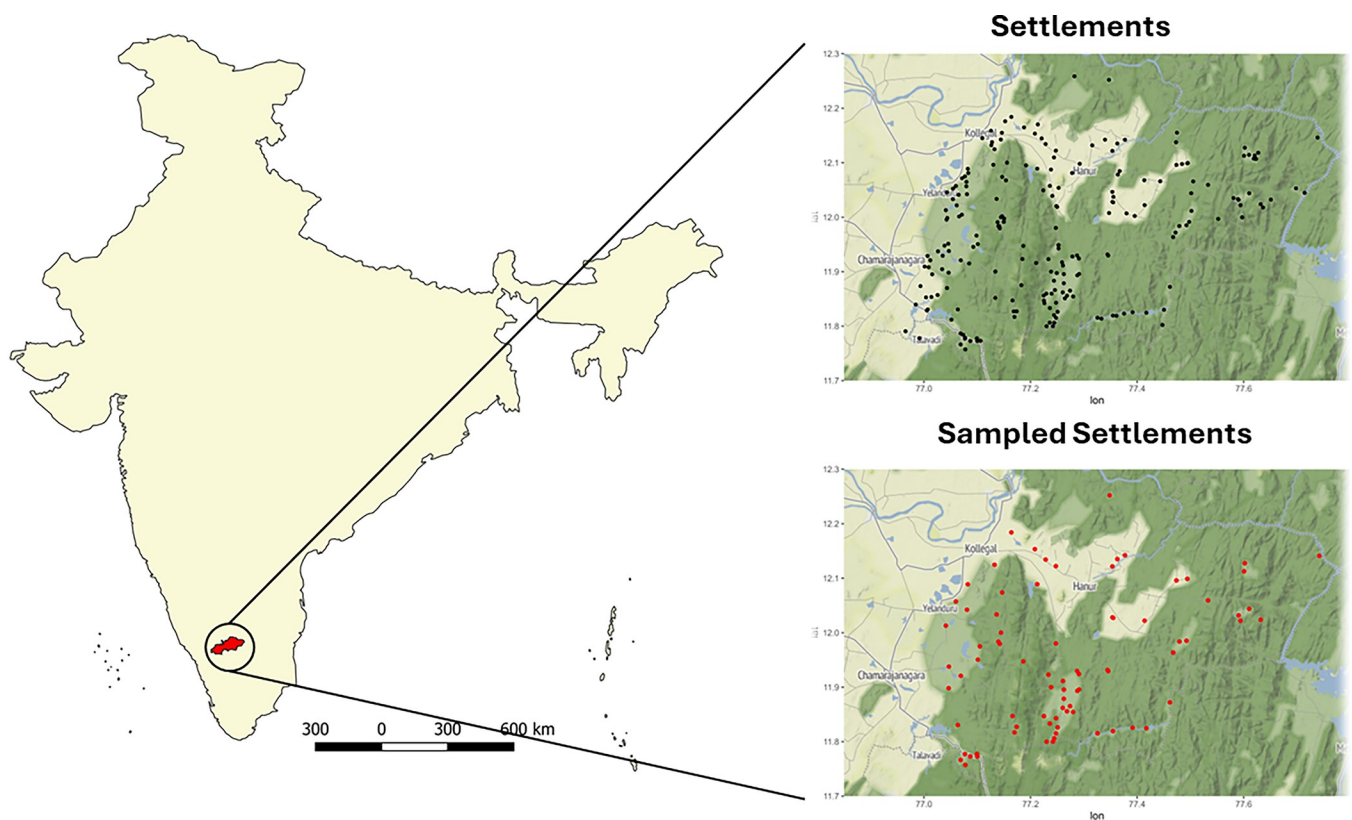 Settlements
12.3
12.2
Kollegal
12.1
Hanur
12.0
Chamarajanagara
11.9
11.8
Talavadi
11.7
77.0
77.2
77.4
77.6
lon
Sampled Settlements
12.3
12.2
Kollegal
12.1
Hanur
Yelanduru
12.0
Chamarajanagara
11.9
11.8
Talavadi
11.7
77.0
77.2
77.4
77.6
lon
300 0 300 600 km